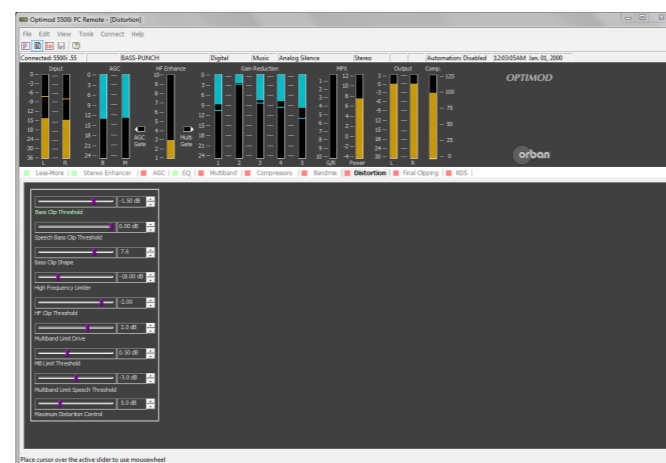 Optimod 5500i PC Remote - [Distortion]
File Edit View Tools Connect Help
Connected: 5500i .55 BASS-PUNCH Digital Music Analog Silence Stereo Automation: Disabled 12:03:05AM Jan. 01, 2000
Input AGC HF Enhance Gain Reduction MPX Output Comp.
OPTIMOD
AGC Gate
Multi Gate
L R B M 1 2 3 4 5 G/R Power L R
orban
Less-More Stereo Enhancer AGC EQ Multiband Compressors Bandmix Distortion Final Clipping RDS
-1.50 dB
Bass Clip Threshold
0.00 dB
Speech Bass Clip Threshold
7.6
Bass Clip Shape
-18.00 dB
High Frequency Limiter
-2.00
HF Clip Threshold
2.0 dB
Multiband Limit Drive
0.50 dB
MB Limit Threshold
-3.0 dB
Multiband Limit Speech Threshold
5.0 dB
Maximum Distortion Control
Place cursor over the active slider to use mousewheel